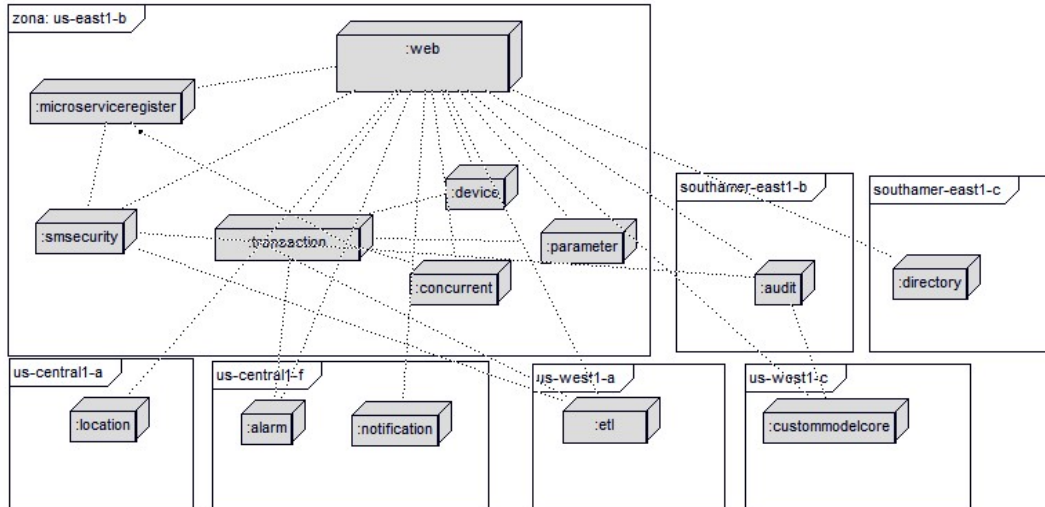 zona: us-east1-b
:web
:microserviceregister
:device
:smsecurity
:transaction
:parameter
:concurrent
southamer-east1-b
:audit
southamer-east1-c
:directory
us-central1-a
:location
us-central1-f
:alarm
:notification
us-west1-a
:etl
us-west1-c
:custommodelcore